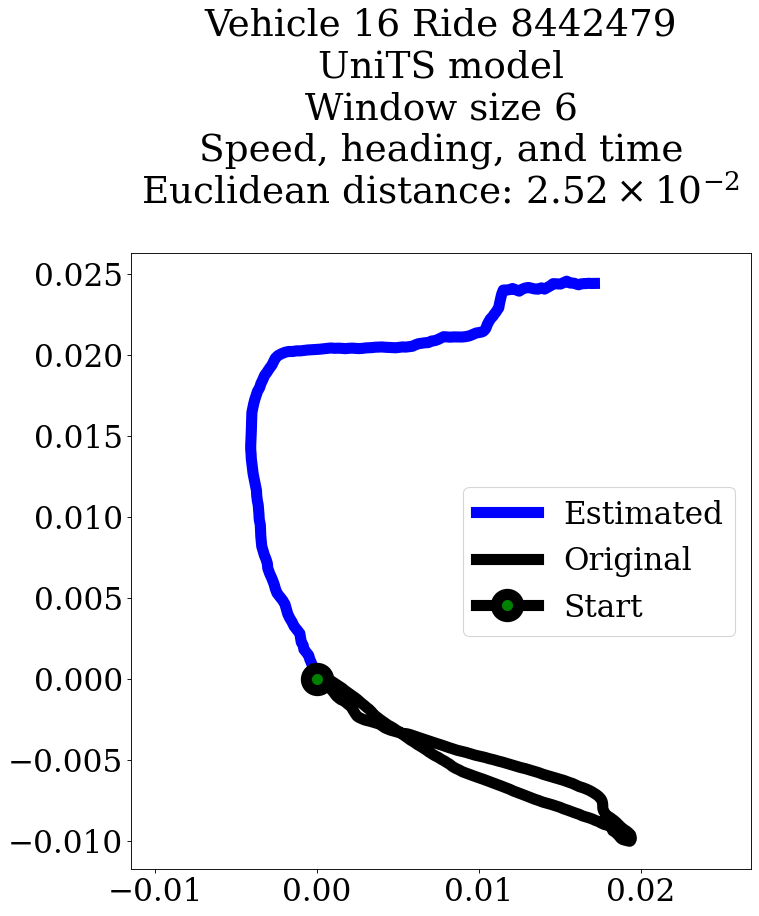 Vehicle 16 Ride 8442479
UniTS model
Window size 6
Speed, heading, and time
Euclidean distance: 2.52 × 10⁻²
0.025
0.020
0.015
0.010
0.005
0.000
−0.005
−0.010
Estimated
Original
Start
−0.01 0.00 0.01 0.02